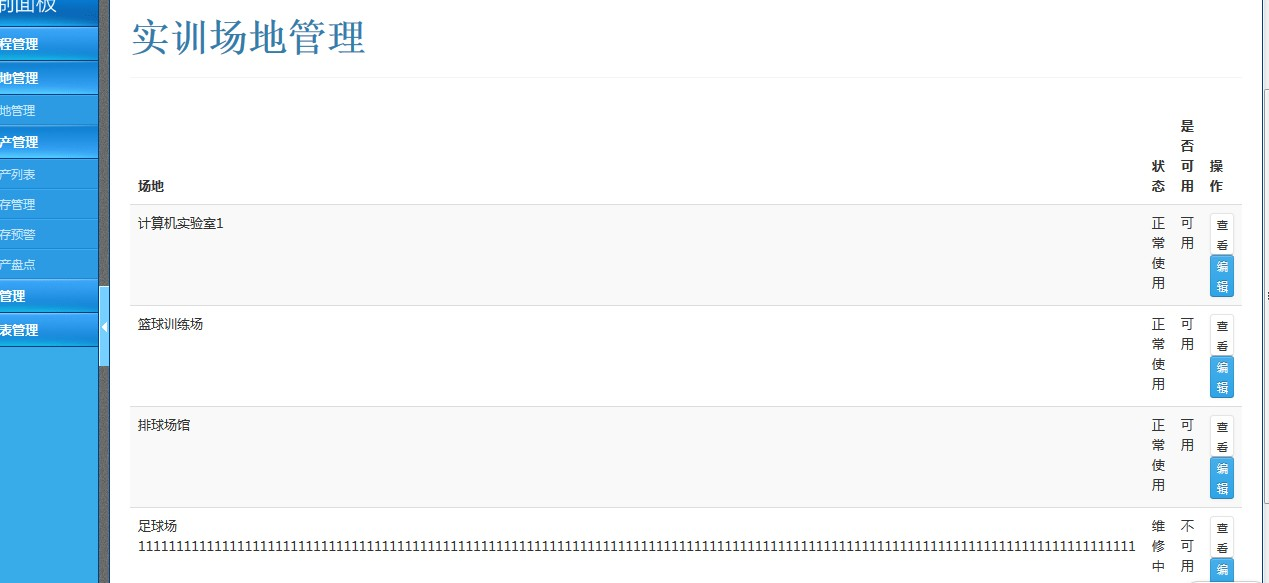 制面板
程管理
地管理
地管理
产管理
产列表
存管理
存预警
产盘点
管理
表管理
实训场地管理
场地 状态 是否可用 操作
计算机实验室1 正常使用 可用 查看 编辑
篮球训练场 正常使用 可用 查看 编辑
排球场馆 正常使用 可用 查看 编辑
足球场 维修中 不可用 查看 编